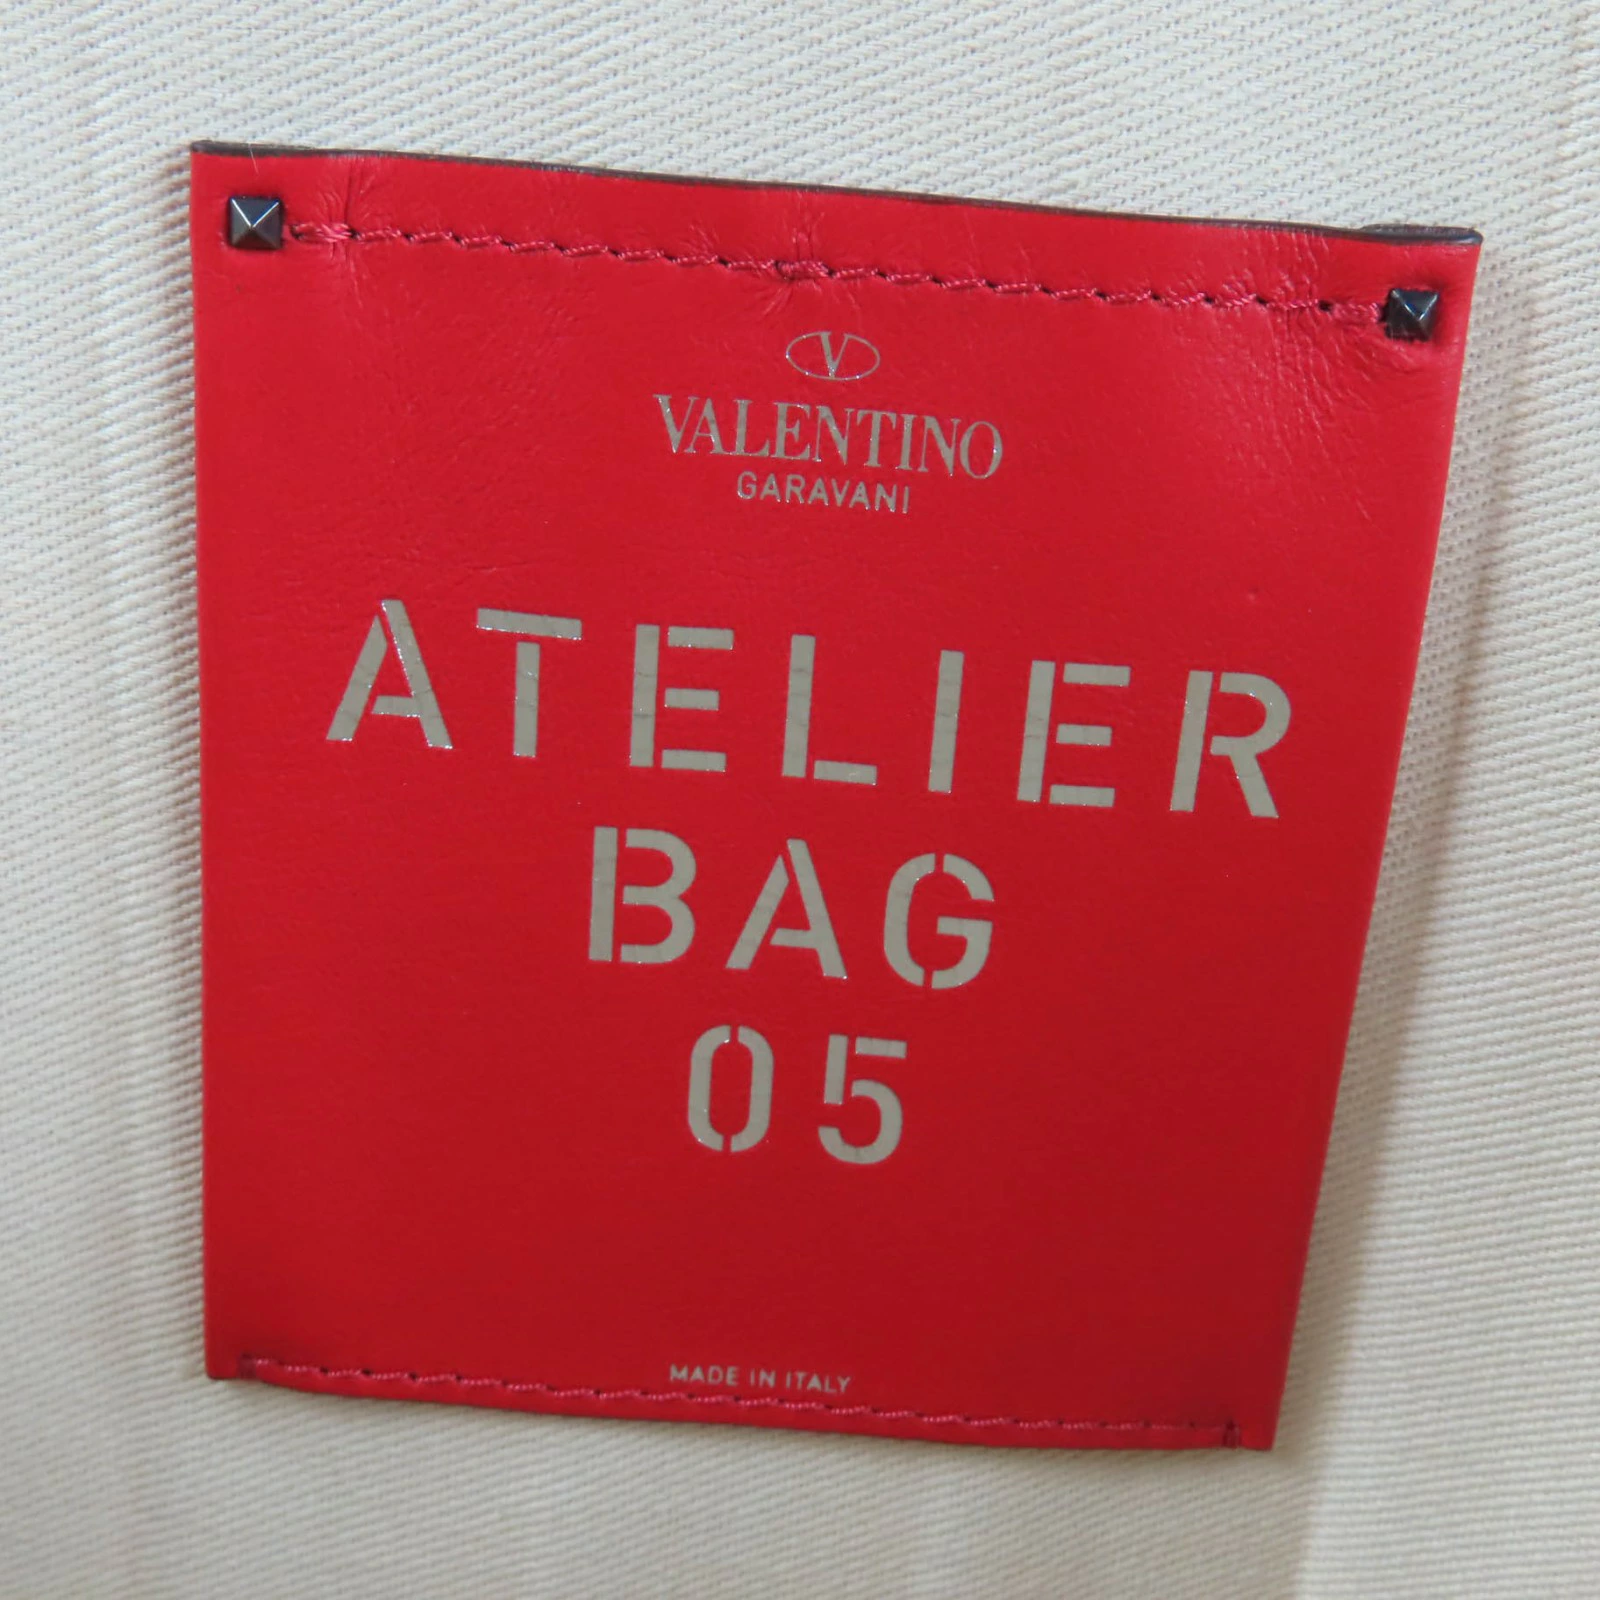 V
VALENTINO
GARAVANI
ATELIER
BAG
05
MADE IN ITALY